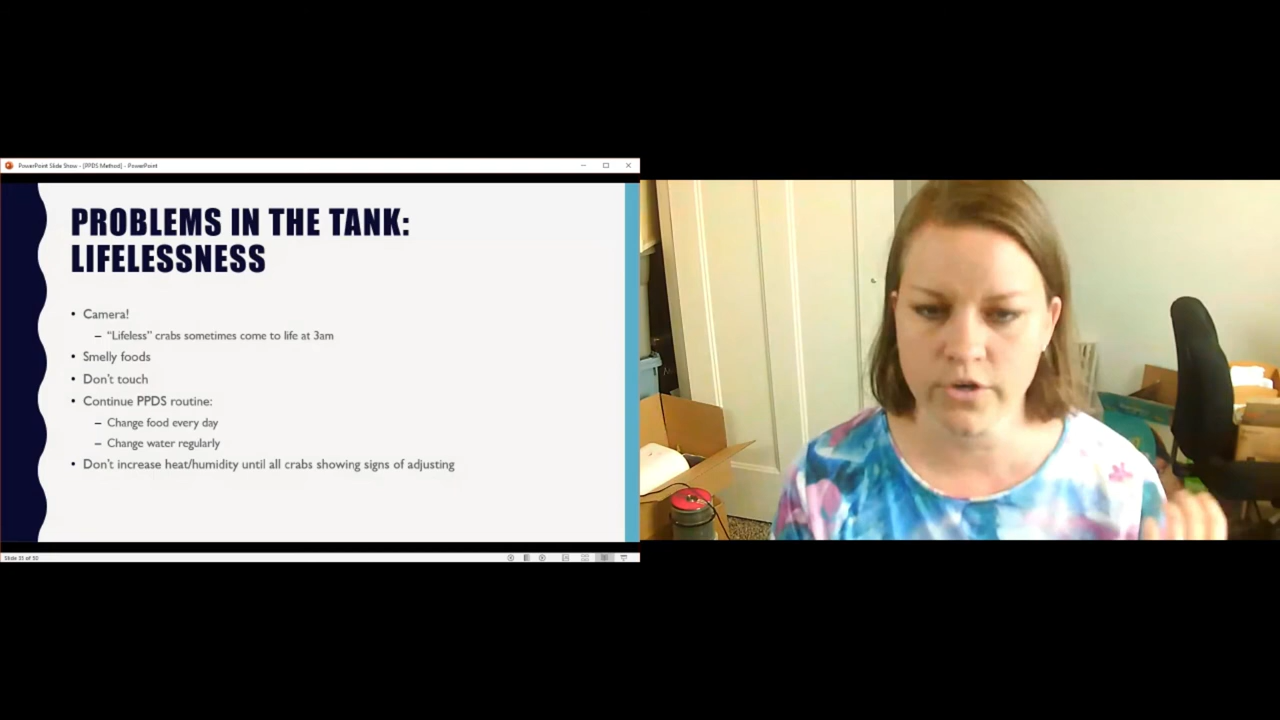 PowerPoint Slide Show - [PPDS Method] - PowerPoint
PROBLEMS IN THE TANK:
LIFELESSNESS
• Camera!
– "Lifeless" crabs sometimes come to life at 3am
• Smelly foods
• Don't touch
• Continue PPDS routine:
– Change food every day
– Change water regularly
• Don't increase heat/humidity until all crabs showing signs of adjusting